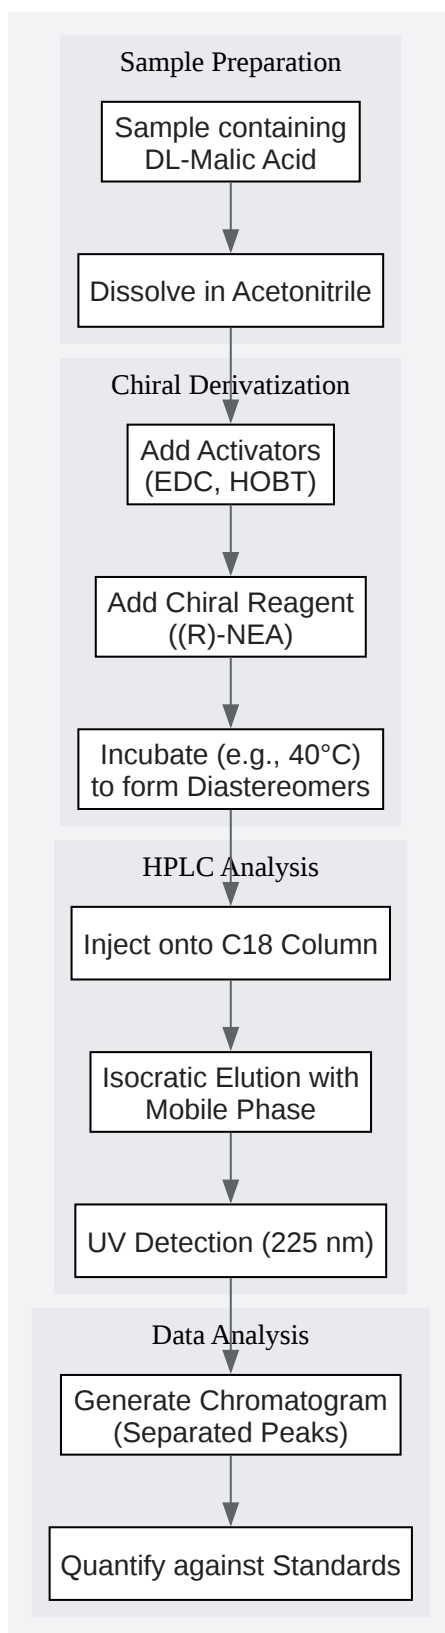 Sample Preparation
Sample containing
DL-Malic Acid
Dissolve in Acetonitrile
Chiral Derivatization
Add Activators
(EDC, HOBT)
Add Chiral Reagent
((R)-NEA)
Incubate (e.g., 40°C)
to form Diastereomers
HPLC Analysis
Inject onto C18 Column
Isocratic Elution with
Mobile Phase
UV Detection (225 nm)
Data Analysis
Generate Chromatogram
(Separated Peaks)
Quantify against Standards